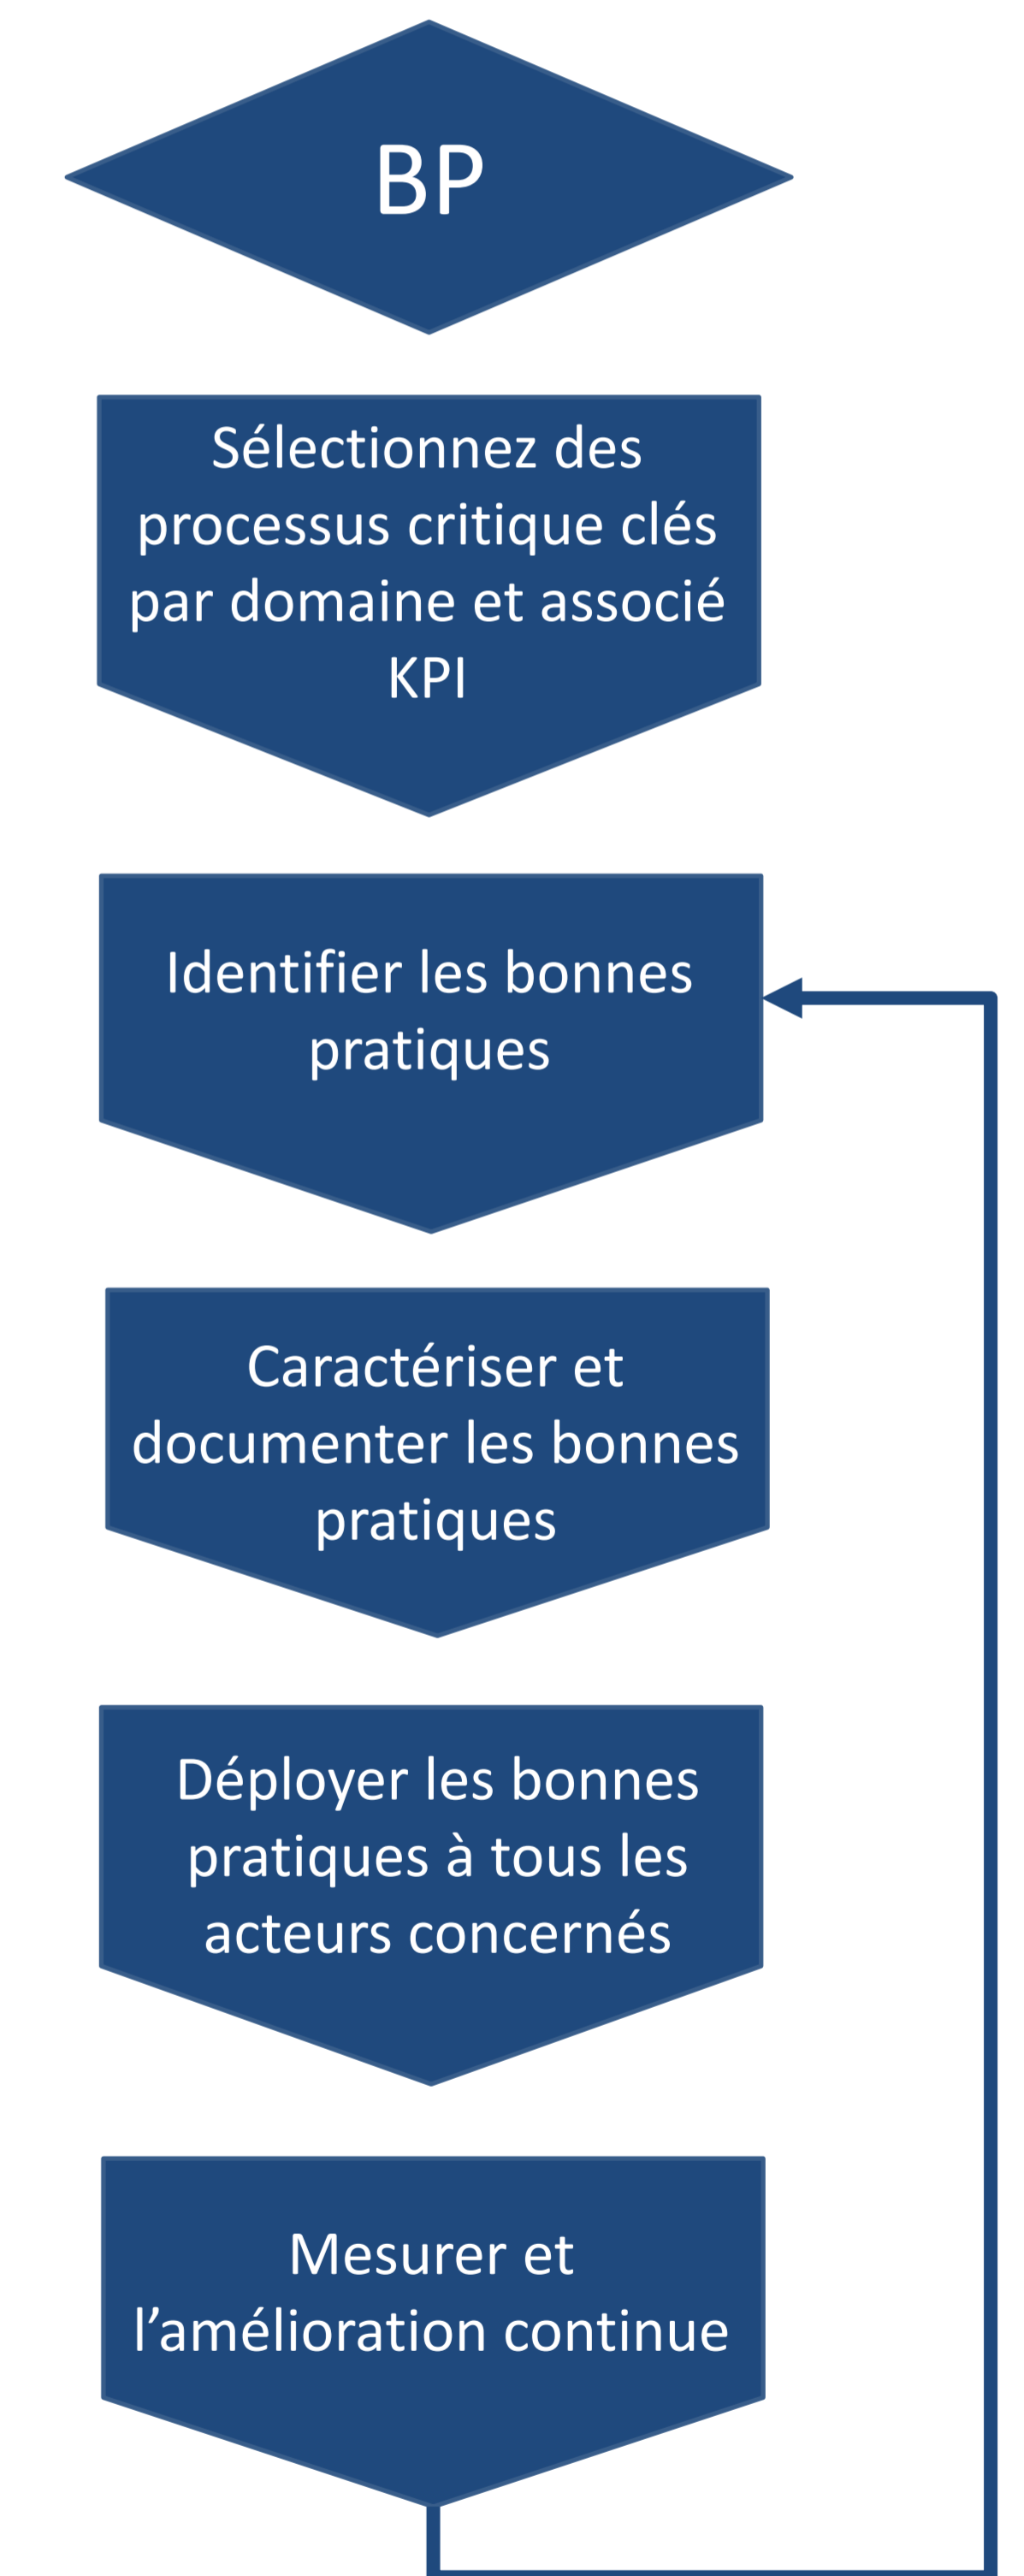 BP
Sélectionnez des
processus critique clés
par domaine et associé
KPI
Identifier les bonnes
pratiques
Caractériser et
documenter les bonnes
pratiques
Déployer les bonnes
pratiques à tous les
acteurs concernés
Mesurer et
l’amélioration continue